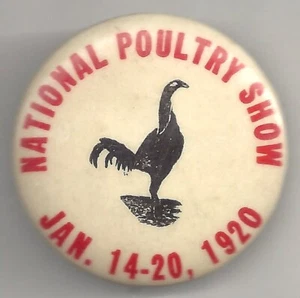 NATIONAL POULTRY SHOW
JAN. 14-20, 1920